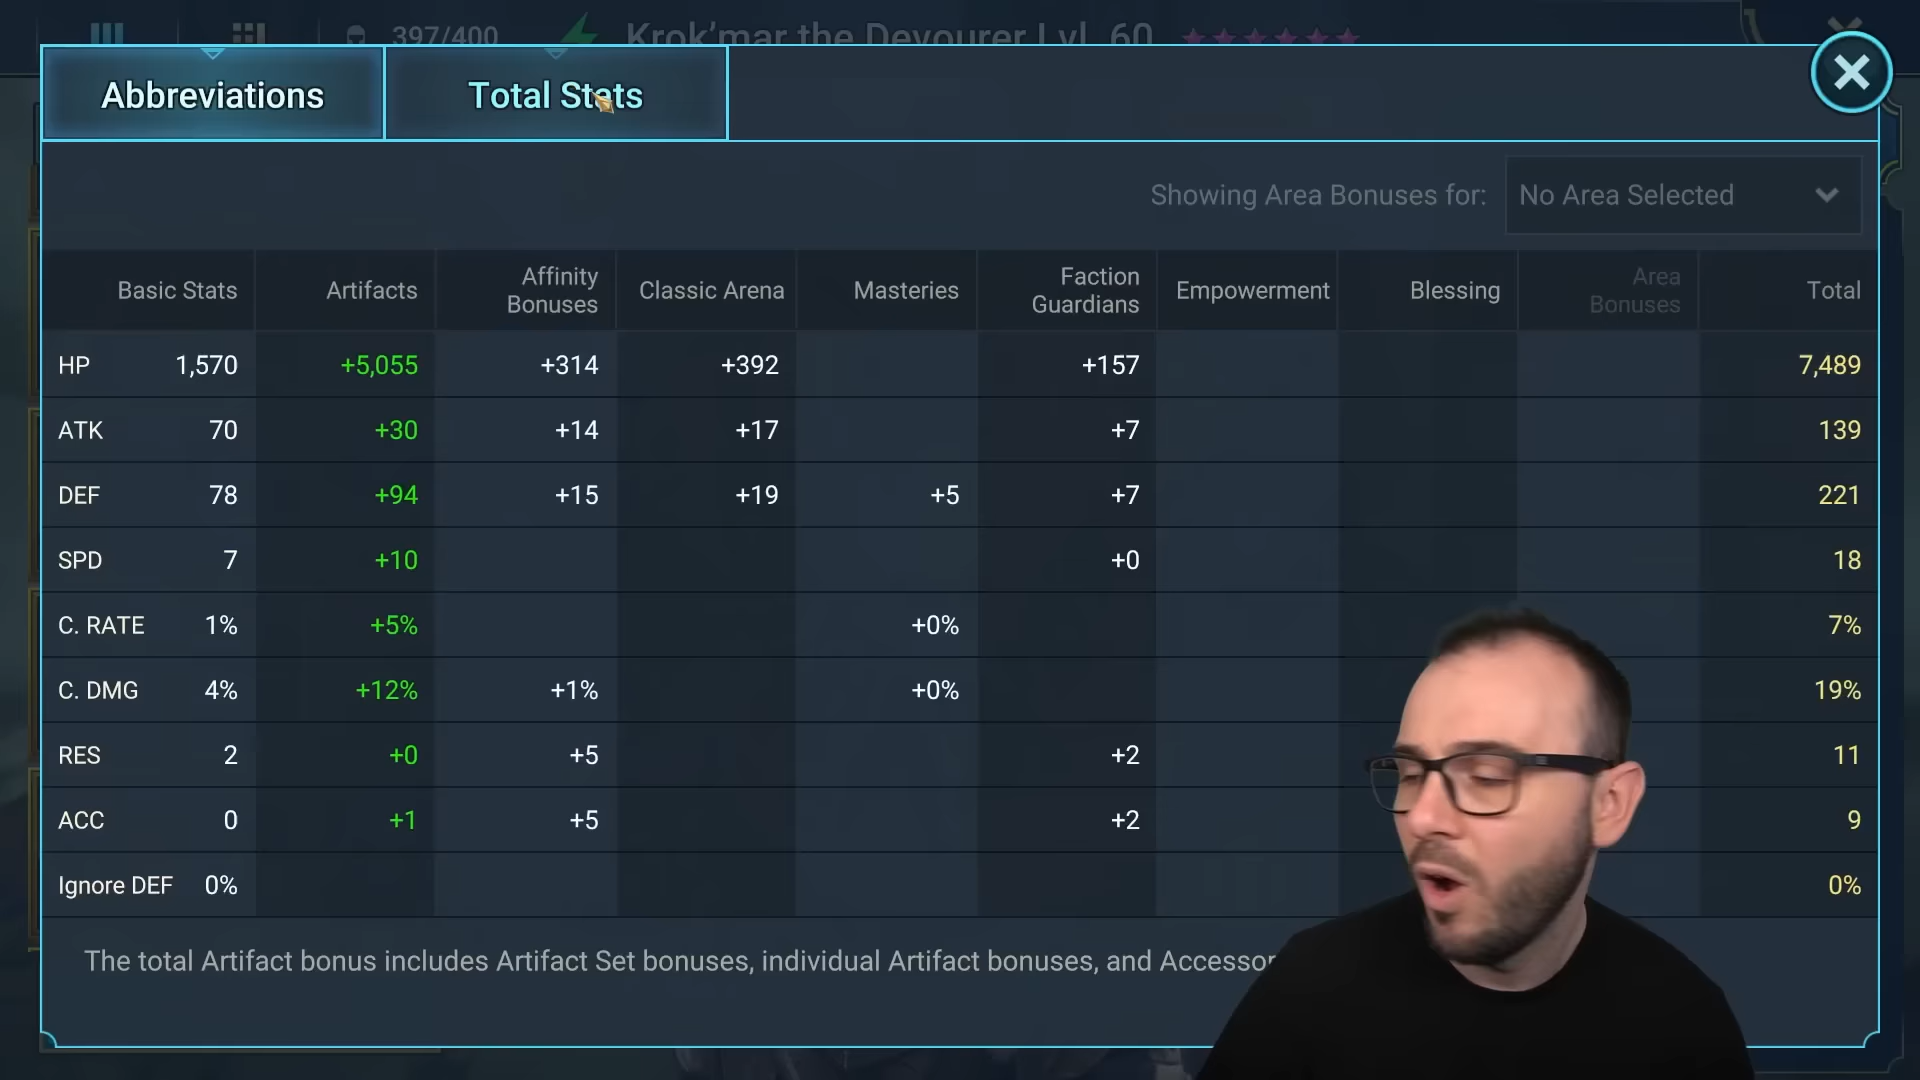 397/400 Krok'mar the Devourer Lvl. 60
Abbreviations Total Stats
Showing Area Bonuses for: No Area Selected
Basic Stats Artifacts Affinity Bonuses Classic Arena Masteries Faction Guardians Empowerment Blessing Area Bonuses Total
HP 1,570 +5,055 +314 +392 +157 7,489
ATK 70 +30 +14 +17 +7 139
DEF 78 +94 +15 +19 +5 +7 221
SPD 7 +10 +0 18
C. RATE 1% +5% +0% 7%
C. DMG 4% +12% +1% +0% 19%
RES 2 +0 +5 +2 11
ACC 0 +1 +5 +2 9
Ignore DEF 0% 0%
The total Artifact bonus includes Artifact Set bonuses, individual Artifact bonuses, and